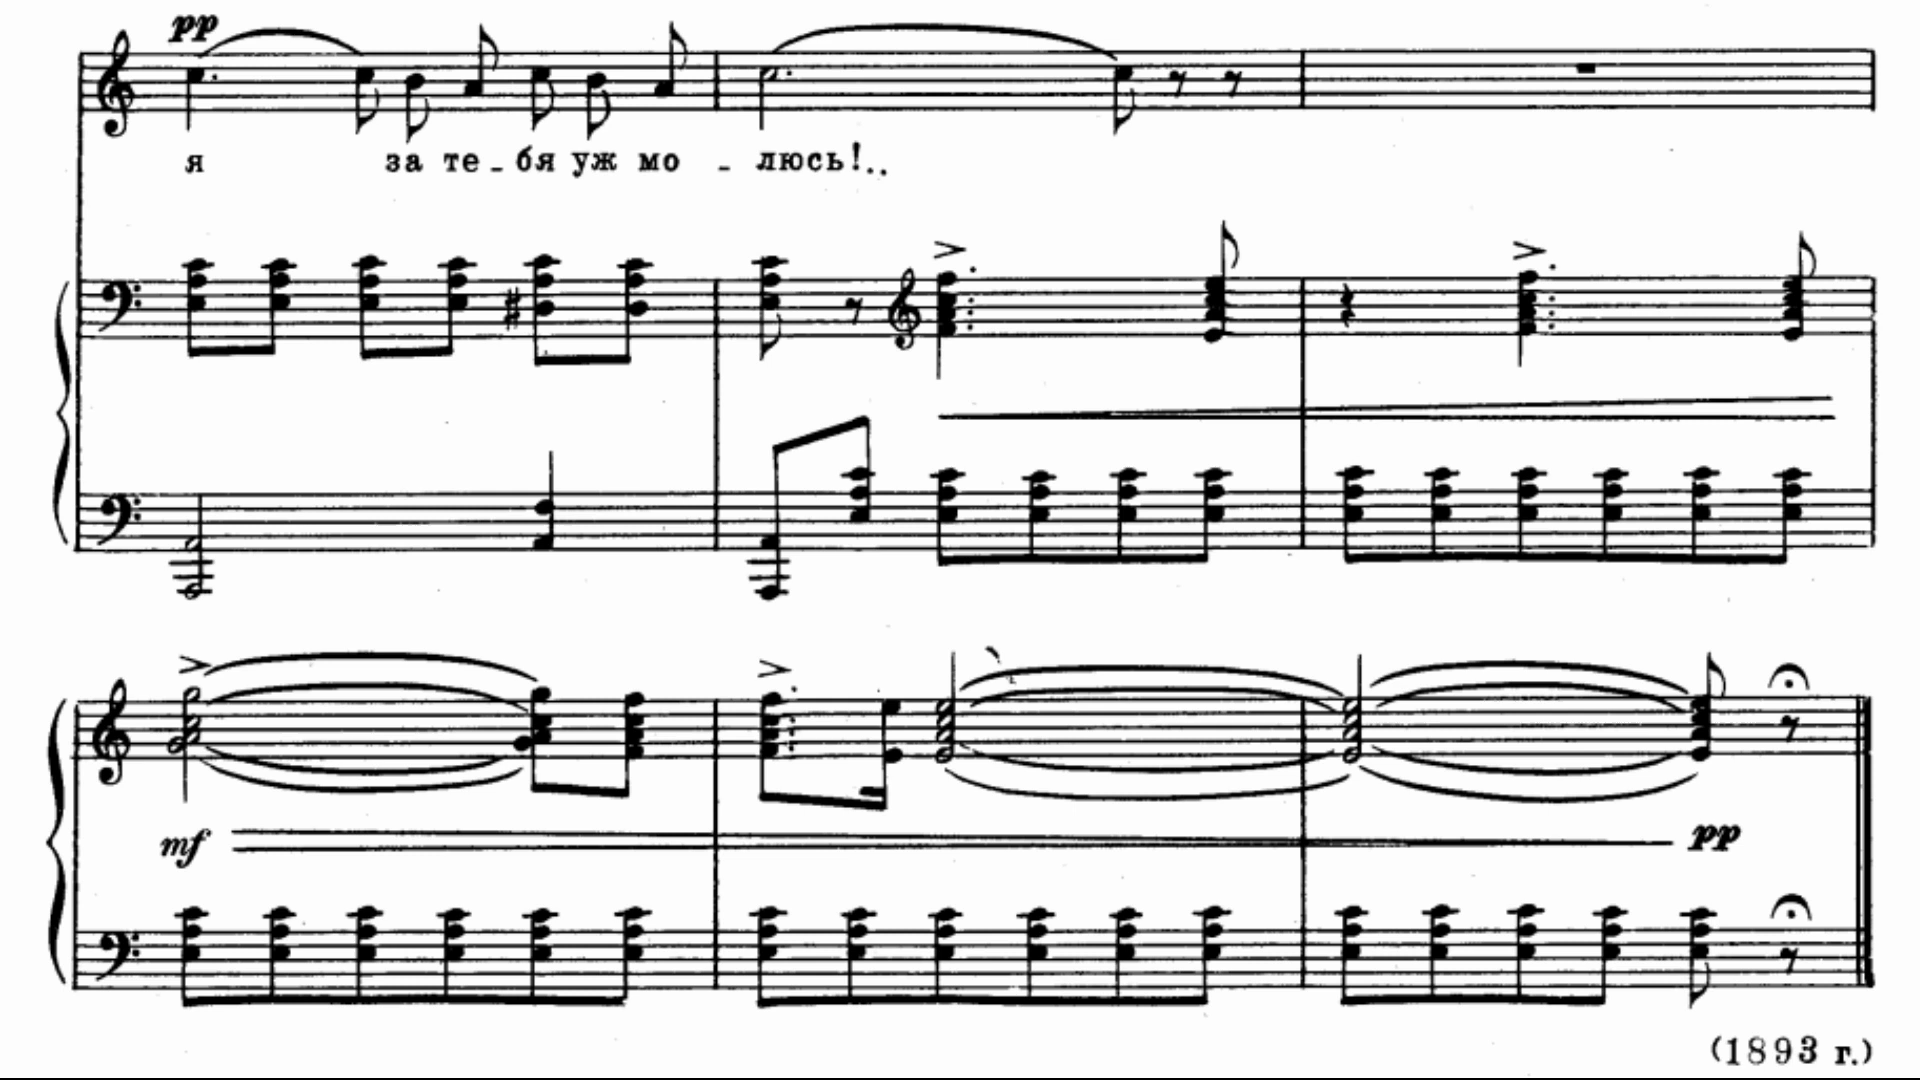 pp
я за те - бя уж мо - люсь!..
mf pp
(1893 г.)